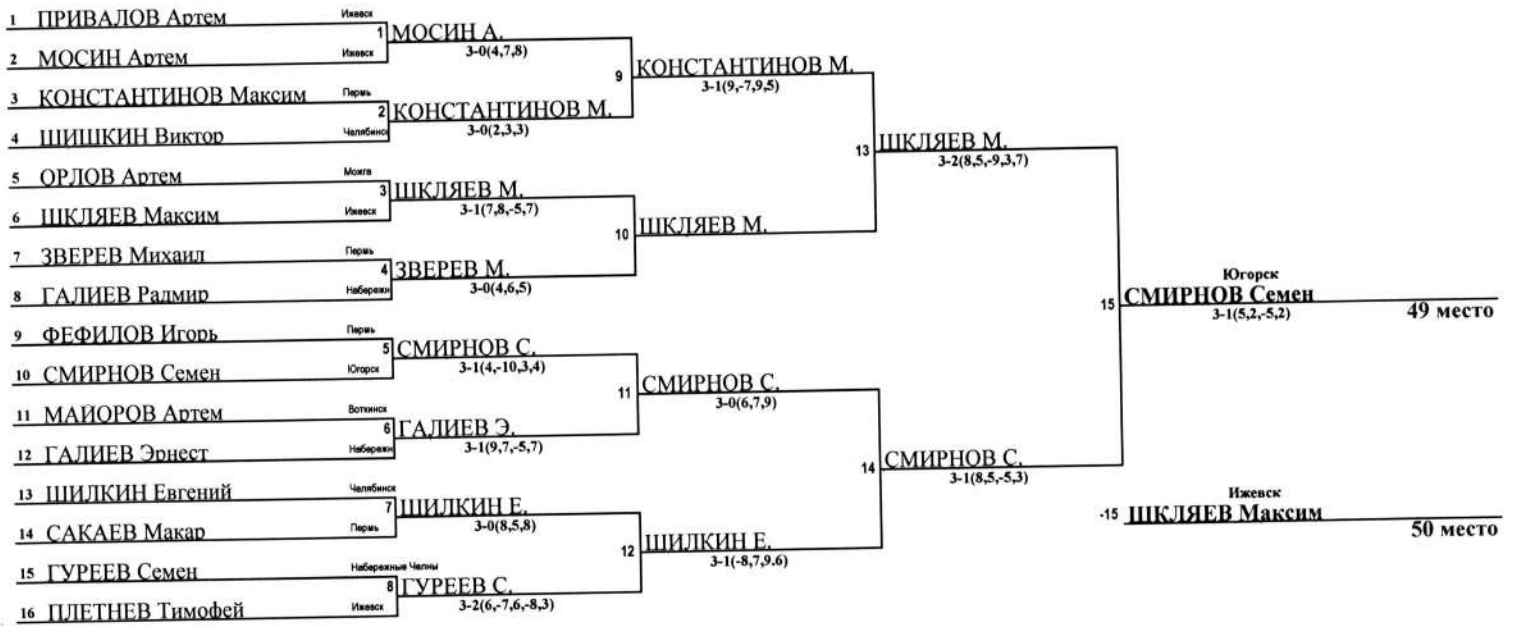 1 ПРИВАЛОВ Артем Ижевск
1 МОСИН А.
3-0(4,7,8)
2 МОСИН Артем Ижевск
9 КОНСТАНТИНОВ М.
3-1(9,-7,9,5)
3 КОНСТАНТИНОВ Максим Пермь
2 КОНСТАНТИНОВ М.
3-0(2,3,3)
4 ШИШКИН Виктор Челябинск
13 ШКЛЯЕВ М.
3-2(8,5,-9,3,7)
5 ОРЛОВ Артем Можга
3 ШКЛЯЕВ М.
3-1(7,8,-5,7)
6 ШКЛЯЕВ Максим Ижевск
10 ШКЛЯЕВ М.
7 ЗВЕРЕВ Михаил Пермь
4 ЗВЕРЕВ М.
3-0(4,6,5)
8 ГАЛИЕВ Радмир Набережн
Югорск
15 СМИРНОВ Семен
3-1(5,2,-5,2)
49 место
9 ФЕФИЛОВ Игорь Пермь
5 СМИРНОВ С.
3-1(4,-10,3,4)
10 СМИРНОВ Семен Югорск
11 СМИРНОВ С.
3-0(6,7,9)
11 МАЙОРОВ Артем Воткинск
6 ГАЛИЕВ Э.
3-1(9,7,-5,7)
12 ГАЛИЕВ Эрнест Набережн
14 СМИРНОВ С.
3-1(8,5,-5,3)
13 ШИЛКИН Евгений Челябинск
7 ШИЛКИН Е.
3-0(8,5,8)
14 САКАЕВ Макар Пермь
Ижевск
-15 ШКЛЯЕВ Максим
50 место
12 ШИЛКИН Е.
3-1(-8,7,9.6)
15 ГУРЕЕВ Семен Набережные Челны
8 ГУРЕЕВ С.
3-2(6,-7,6,-8,3)
16 ПЛЕТНЕВ Тимофей Ижевск